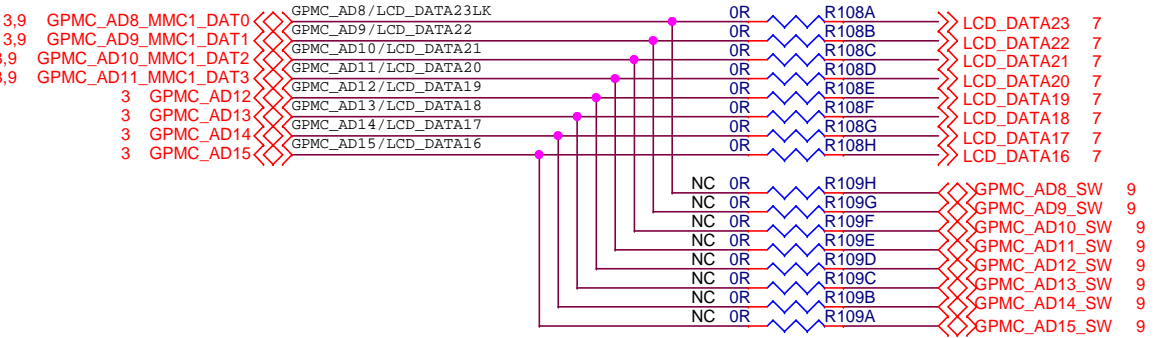 3,9 GPMC_AD8_MMC1_DAT0 GPMC_AD8/LCD_DATA23LK 0R R108A LCD_DATA23 7
3,9 GPMC_AD9_MMC1_DAT1 GPMC_AD9/LCD_DATA22 0R R108B LCD_DATA22 7
3,9 GPMC_AD10_MMC1_DAT2 GPMC_AD10/LCD_DATA21 0R R108C LCD_DATA21 7
3,9 GPMC_AD11_MMC1_DAT3 GPMC_AD11/LCD_DATA20 0R R108D LCD_DATA20 7
3 GPMC_AD12 GPMC_AD12/LCD_DATA19 0R R108E LCD_DATA19 7
3 GPMC_AD13 GPMC_AD13/LCD_DATA18 0R R108F LCD_DATA18 7
3 GPMC_AD14 GPMC_AD14/LCD_DATA17 0R R108G LCD_DATA17 7
3 GPMC_AD15 GPMC_AD15/LCD_DATA16 0R R108H LCD_DATA16 7
NC 0R R109H GPMC_AD8_SW 9
NC 0R R109G GPMC_AD9_SW 9
NC 0R R109F GPMC_AD10_SW 9
NC 0R R109E GPMC_AD11_SW 9
NC 0R R109D GPMC_AD12_SW 9
NC 0R R109C GPMC_AD13_SW 9
NC 0R R109B GPMC_AD14_SW 9
NC 0R R109A GPMC_AD15_SW 9